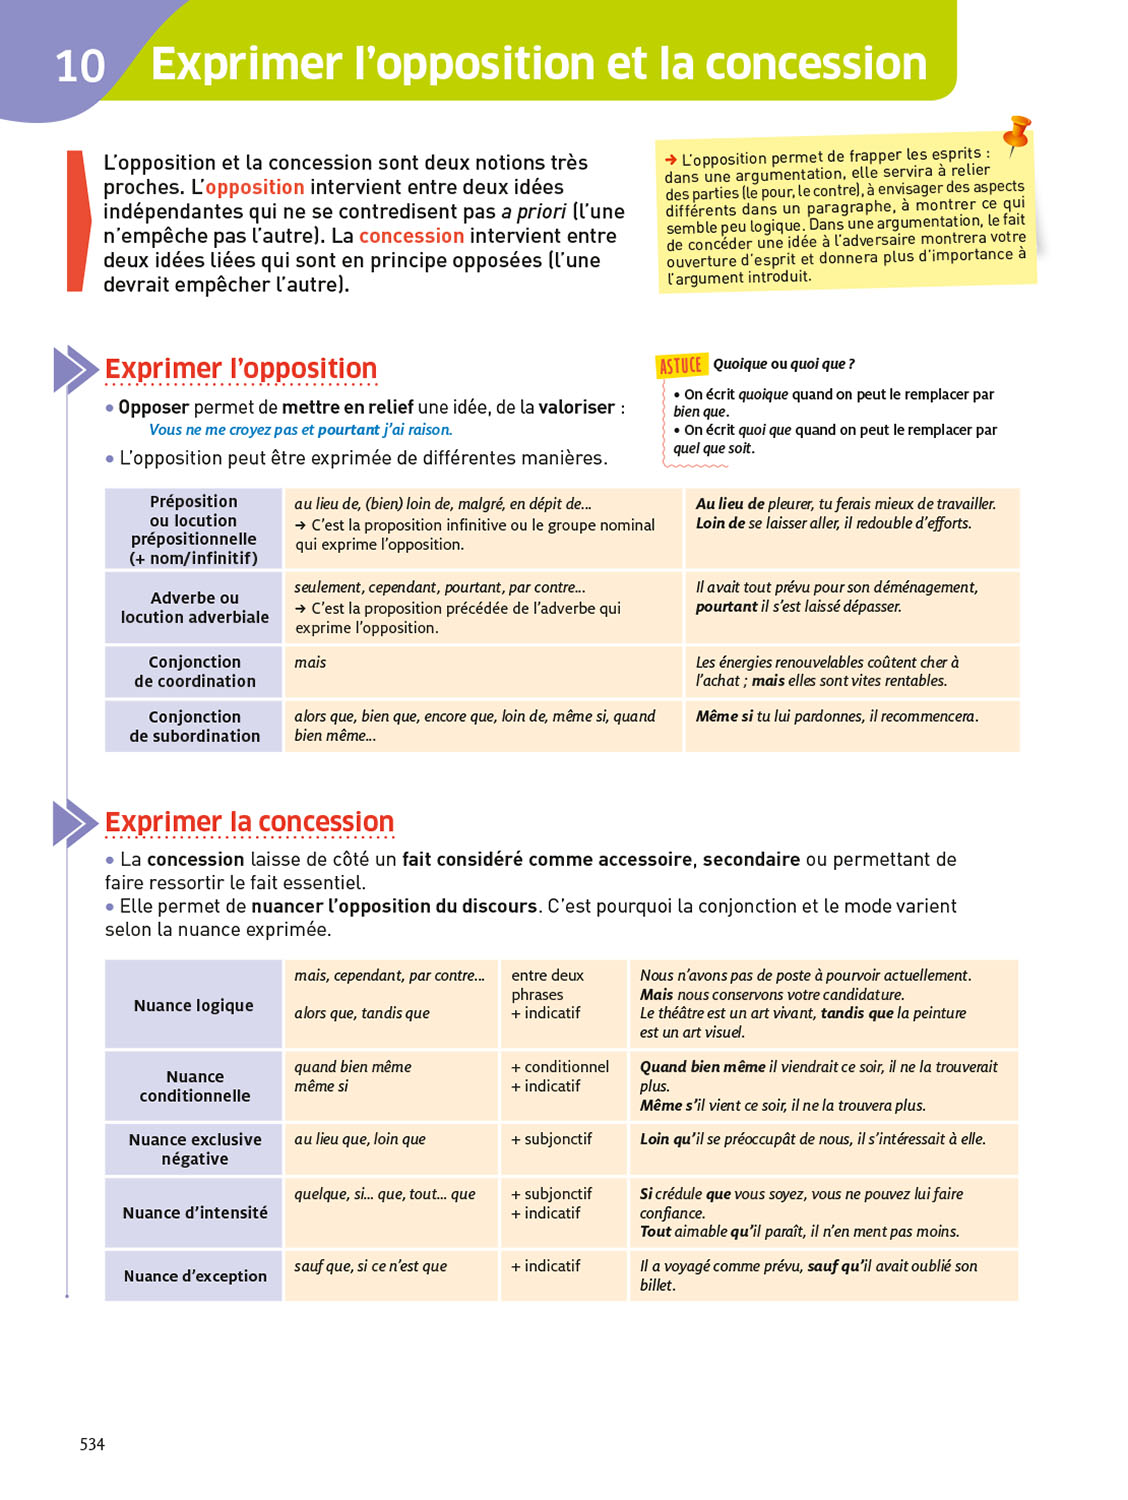 10
Exprimer l’opposition et la concession
L’opposition et la concession sont deux notions très
proches. L’opposition intervient entre deux idées
indépendantes qui ne se contredisent pas a priori (l’une
n’empêche pas l’autre). La concession intervient entre
deux idées liées qui sont en principe opposées (l’une
devrait empêcher l’autre).
➔ L’opposition permet de frapper les esprits :
dans une argumentation, elle servira à relier
des parties (le pour, le contre), à envisager des aspects
différents dans un paragraphe, à montrer ce qui
semble peu logique. Dans une argumentation, le fait
de concéder une idée à l’adversaire montrera votre
ouverture d’esprit et donnera plus d’importance à
l’argument introduit.
Exprimer l’opposition
• Opposer permet de mettre en relief une idée, de la valoriser :
Vous ne me croyez pas et pourtant j’ai raison.
• L’opposition peut être exprimée de différentes manières.
ASTUCE Quoique ou quoi que ?
• On écrit quoique quand on peut le remplacer par
bien que.
• On écrit quoi que quand on peut le remplacer par
quel que soit.
Préposition
ou locution
prépositionnelle
(+ nom/infinitif)
au lieu de, (bien) loin de, malgré, en dépit de...
➔ C’est la proposition infinitive ou le groupe nominal
qui exprime l’opposition.
Au lieu de pleurer, tu ferais mieux de travailler.
Loin de se laisser aller, il redouble d’efforts.
Adverbe ou
locution adverbiale
seulement, cependant, pourtant, par contre...
➔ C’est la proposition précédée de l’adverbe qui
exprime l’opposition.
Il avait tout prévu pour son déménagement,
pourtant il s’est laissé dépasser.
Conjonction
de coordination
mais
Les énergies renouvelables coûtent cher à
l’achat ; mais elles sont vites rentables.
Conjonction
de subordination
alors que, bien que, encore que, loin de, même si, quand
bien même...
Même si tu lui pardonnes, il recommencera.
Exprimer la concession
• La concession laisse de côté un fait considéré comme accessoire, secondaire ou permettant de
faire ressortir le fait essentiel.
• Elle permet de nuancer l’opposition du discours. C’est pourquoi la conjonction et le mode varient
selon la nuance exprimée.
Nuance logique
mais, cependant, par contre...
alors que, tandis que
entre deux
phrases
+ indicatif
Nous n’avons pas de poste à pourvoir actuellement.
Mais nous conservons votre candidature.
Le théâtre est un art vivant, tandis que la peinture
est un art visuel.
Nuance
conditionnelle
quand bien même
même si
+ conditionnel
+ indicatif
Quand bien même il viendrait ce soir, il ne la trouverait
plus.
Même s’il vient ce soir, il ne la trouvera plus.
Nuance exclusive
négative
au lieu que, loin que
+ subjonctif
Loin qu’il se préoccupât de nous, il s’intéressait à elle.
Nuance d’intensité
quelque, si... que, tout... que
+ subjonctif
+ indicatif
Si crédule que vous soyez, vous ne pouvez lui faire
confiance.
Tout aimable qu’il paraît, il n’en ment pas moins.
Nuance d’exception
sauf que, si ce n’est que
+ indicatif
Il a voyagé comme prévu, sauf qu’il avait oublié son
billet.
534